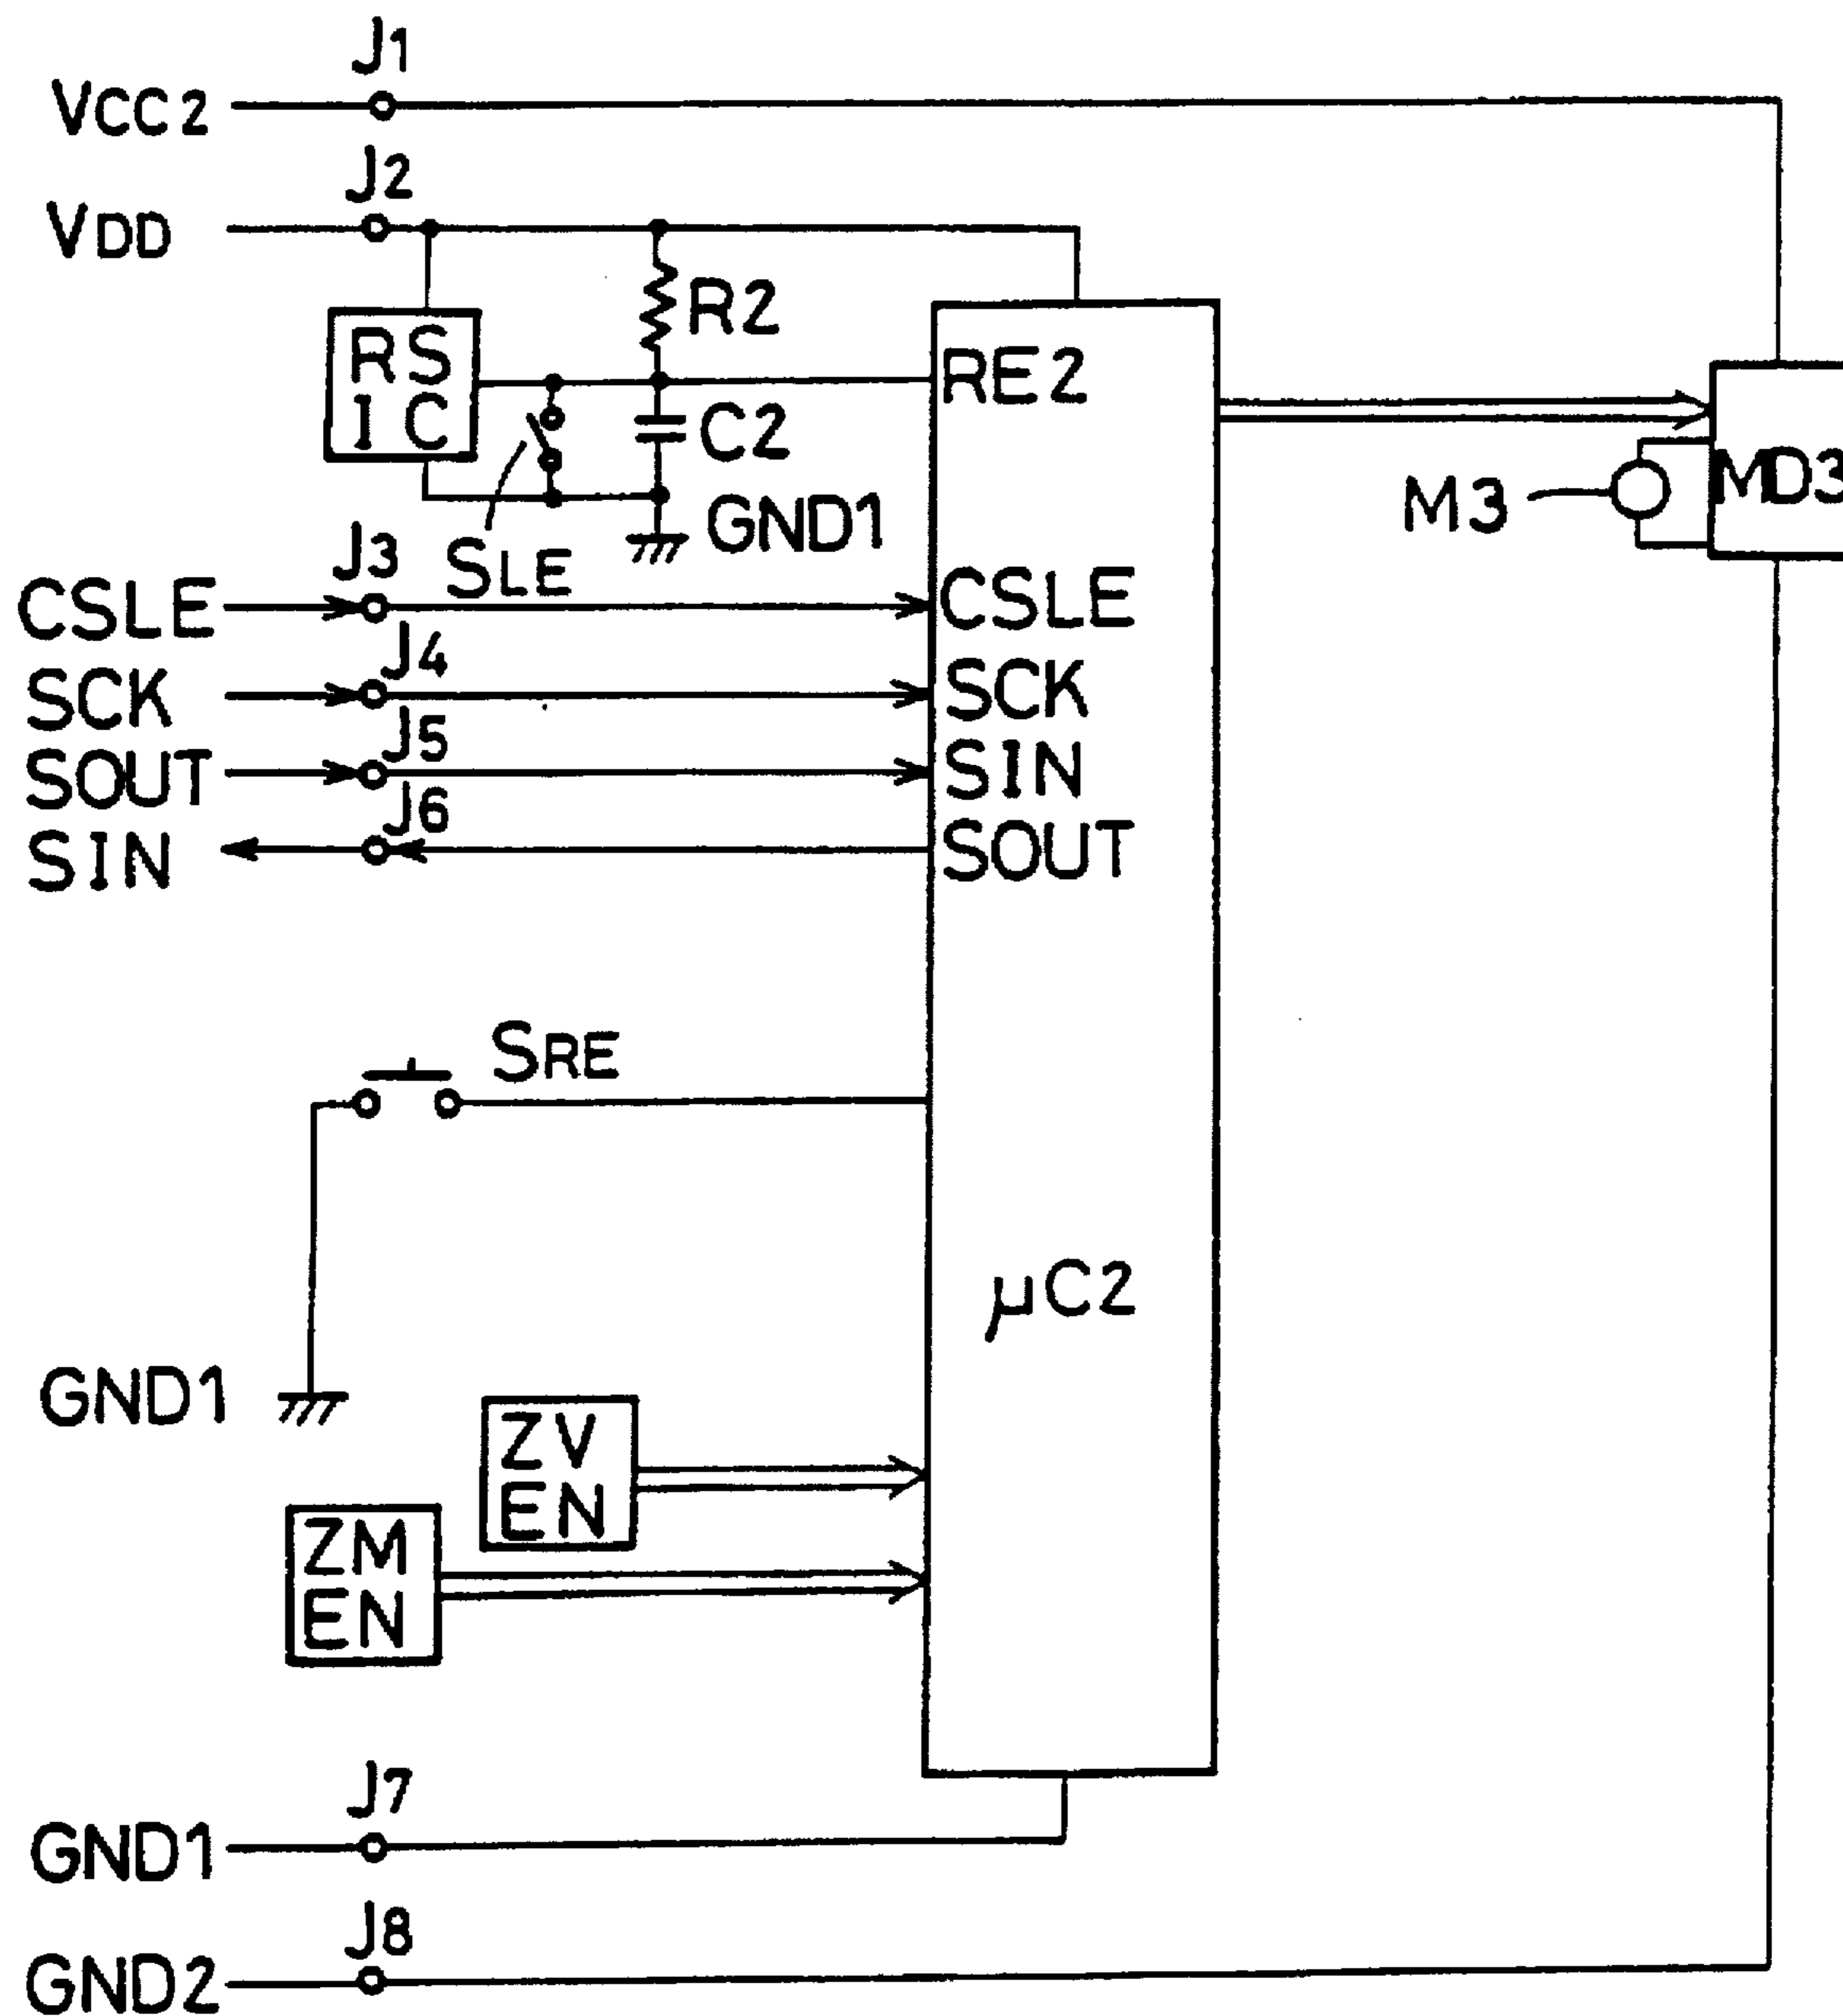 J1
VCC2
J2
VDD
R2
RS
IC
RE2
C2
GND1
M3
MD3
J3
SLE
CSLE
CSLE
J4
SCK
SCK
J5
SOUT
SIN
J6
SIN
SOUT
SRE
µC2
GND1
ZV
EN
ZM
EN
J7
GND1
J8
GND2